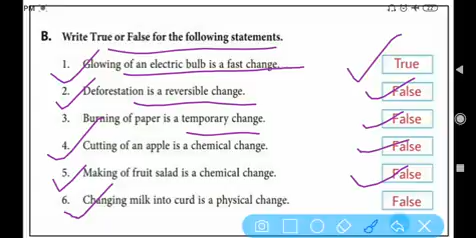 B. Write True or False for the following statements.
1. Glowing of an electric bulb is a fast change. True
2. Deforestation is a reversible change. False
3. Burning of paper is a temporary change. False
4. Cutting of an apple is a chemical change. False
5. Making of fruit salad is a chemical change. False
6. Changing milk into curd is a physical change. False